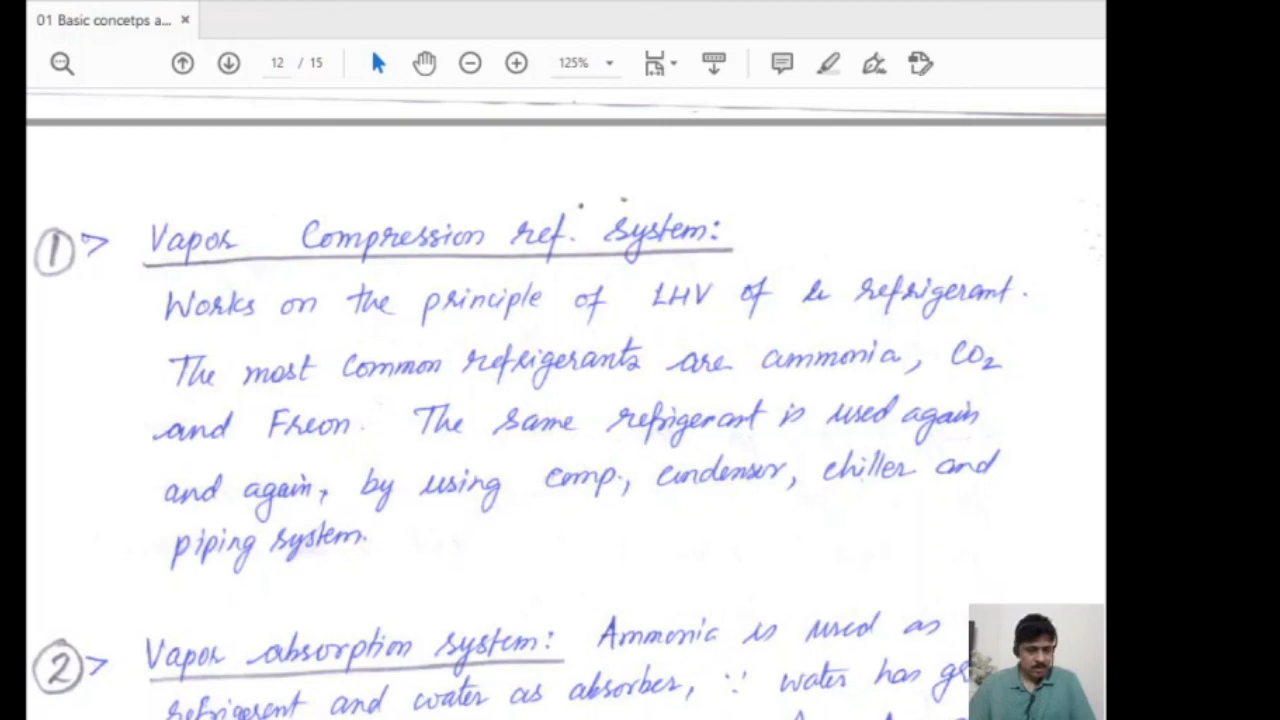 01 Basic concetps a... ×
12 / 15
125%
① > Vapor Compression ref. system:
Works on the principle of LHV of liq refrigerant.
The most common refrigerants are ammonia, CO2
and Freon. The same refrigerant is used again
and again, by using comp., condensor, chiller and
piping system.
② > Vapor absorption system: Ammonia is used as
refrigerent and water as absorber, ∵ water has